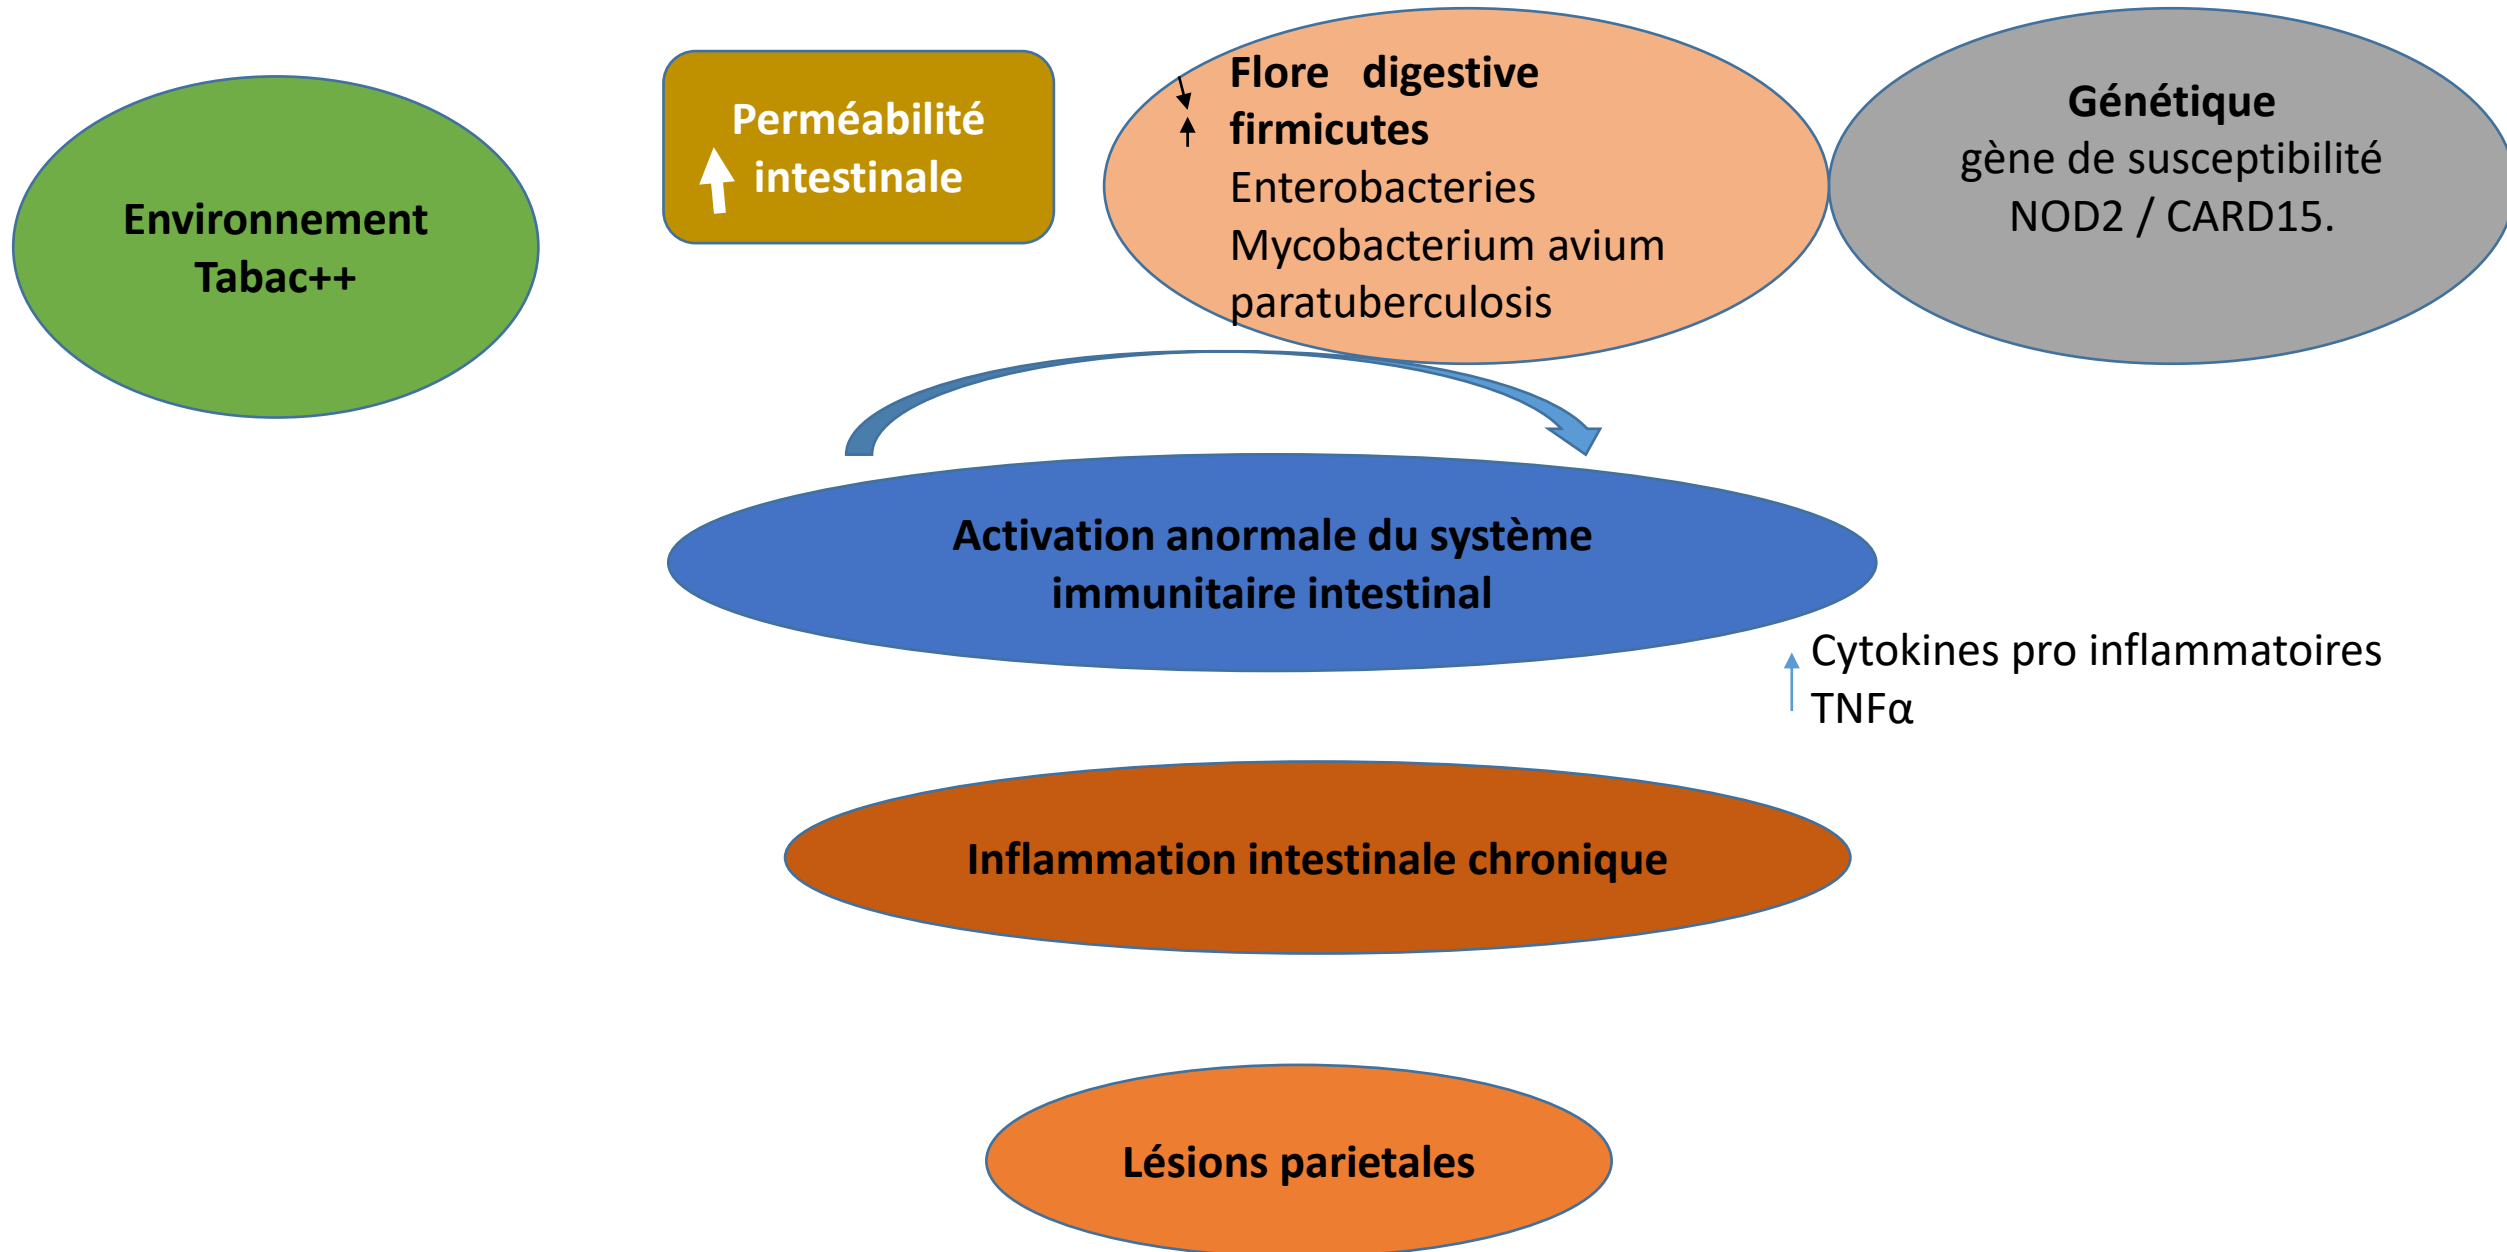 Environnement
Tabac++
Perméabilité
intestinale
Flore digestive
firmicutes
Enterobacteries
Mycobacterium avium
paratuberculosis
Génétique
gène de susceptibilité
NOD2 / CARD15.
Activation anormale du système
immunitaire intestinal
Cytokines pro inflammatoires
TNFα
Inflammation intestinale chronique
Lésions parietales